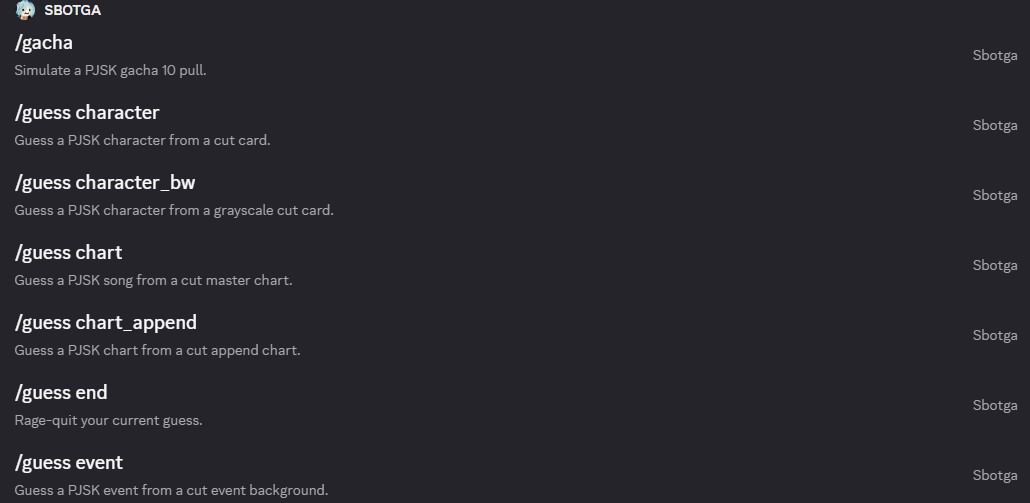 SBOTGA
/gacha
Simulate a PJSK gacha 10 pull.
Sbotga
/guess character
Guess a PJSK character from a cut card.
Sbotga
/guess character_bw
Guess a PJSK character from a grayscale cut card.
Sbotga
/guess chart
Guess a PJSK song from a cut master chart.
Sbotga
/guess chart_append
Guess a PJSK chart from a cut append chart.
Sbotga
/guess end
Rage-quit your current guess.
Sbotga
/guess event
Guess a PJSK event from a cut event background.
Sbotga